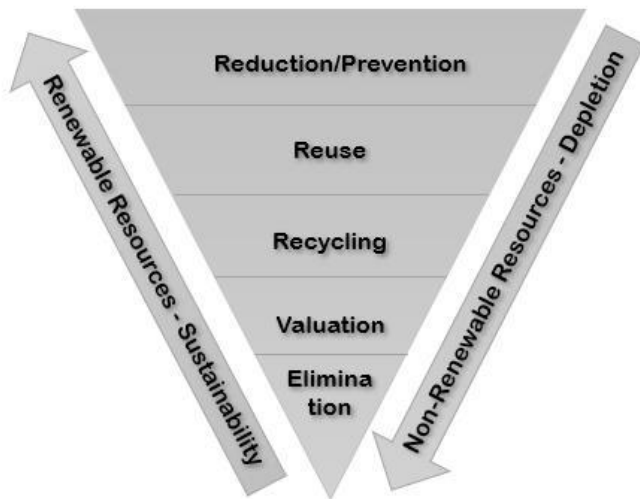 Reduction/Prevention
Reuse
Recycling
Valuation
Elimina
tion
Renewable Resources - Sustainability
Non-Renewable Resources - Depletion